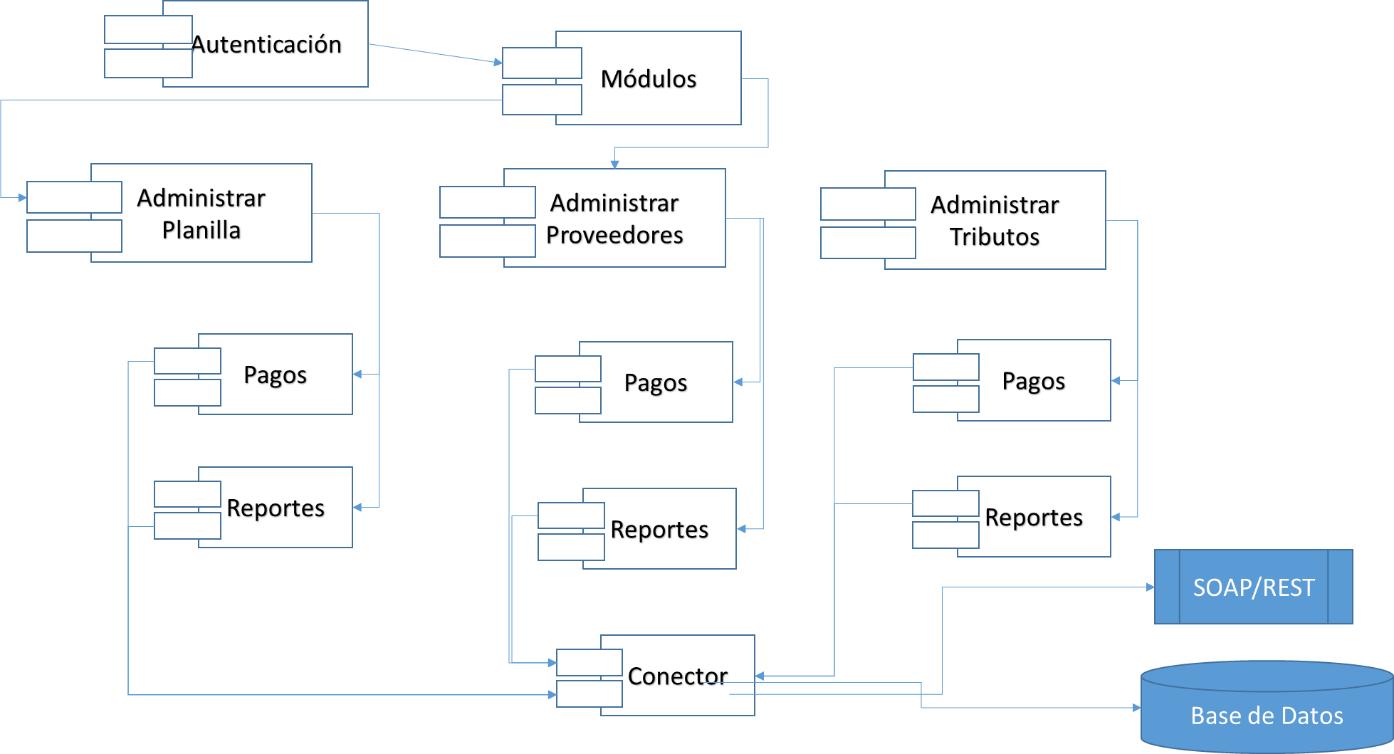 Autenticación
Módulos
Administrar
Planilla
Administrar
Proveedores
Administrar
Tributos
Pagos
Pagos
Pagos
Reportes
Reportes
Reportes
SOAP/REST
Conector
Base de Datos